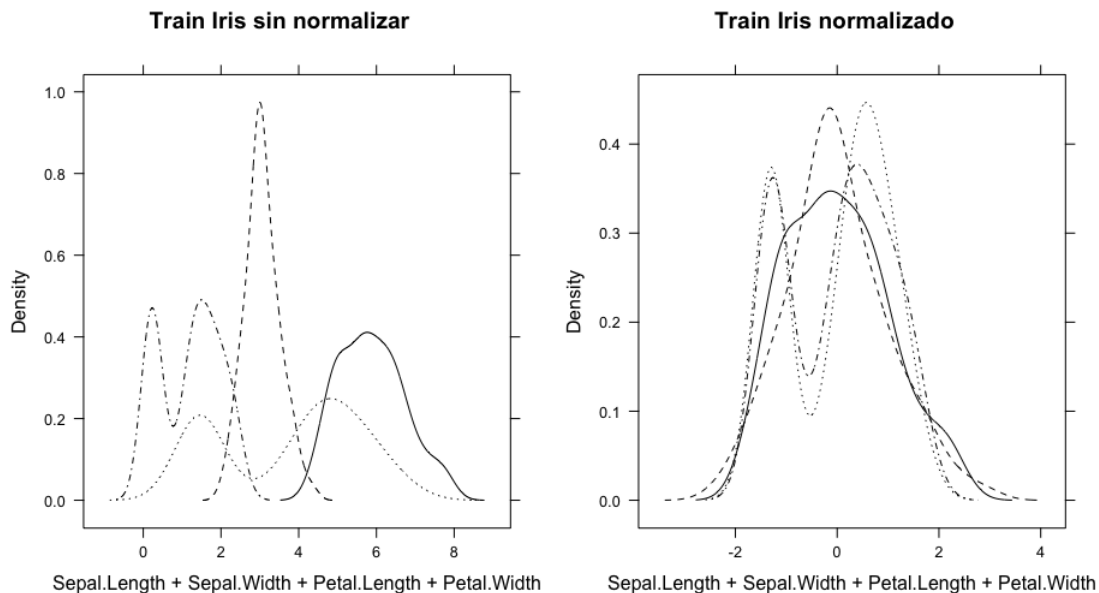 Train Iris sin normalizar
Density
1.0
0.8
0.6
0.4
0.2
0.0
0 2 4 6 8
Sepal.Length + Sepal.Width + Petal.Length + Petal.Width
Train Iris normalizado
Density
0.4
0.3
0.2
0.1
0.0
-2 0 2 4
Sepal.Length + Sepal.Width + Petal.Length + Petal.Width